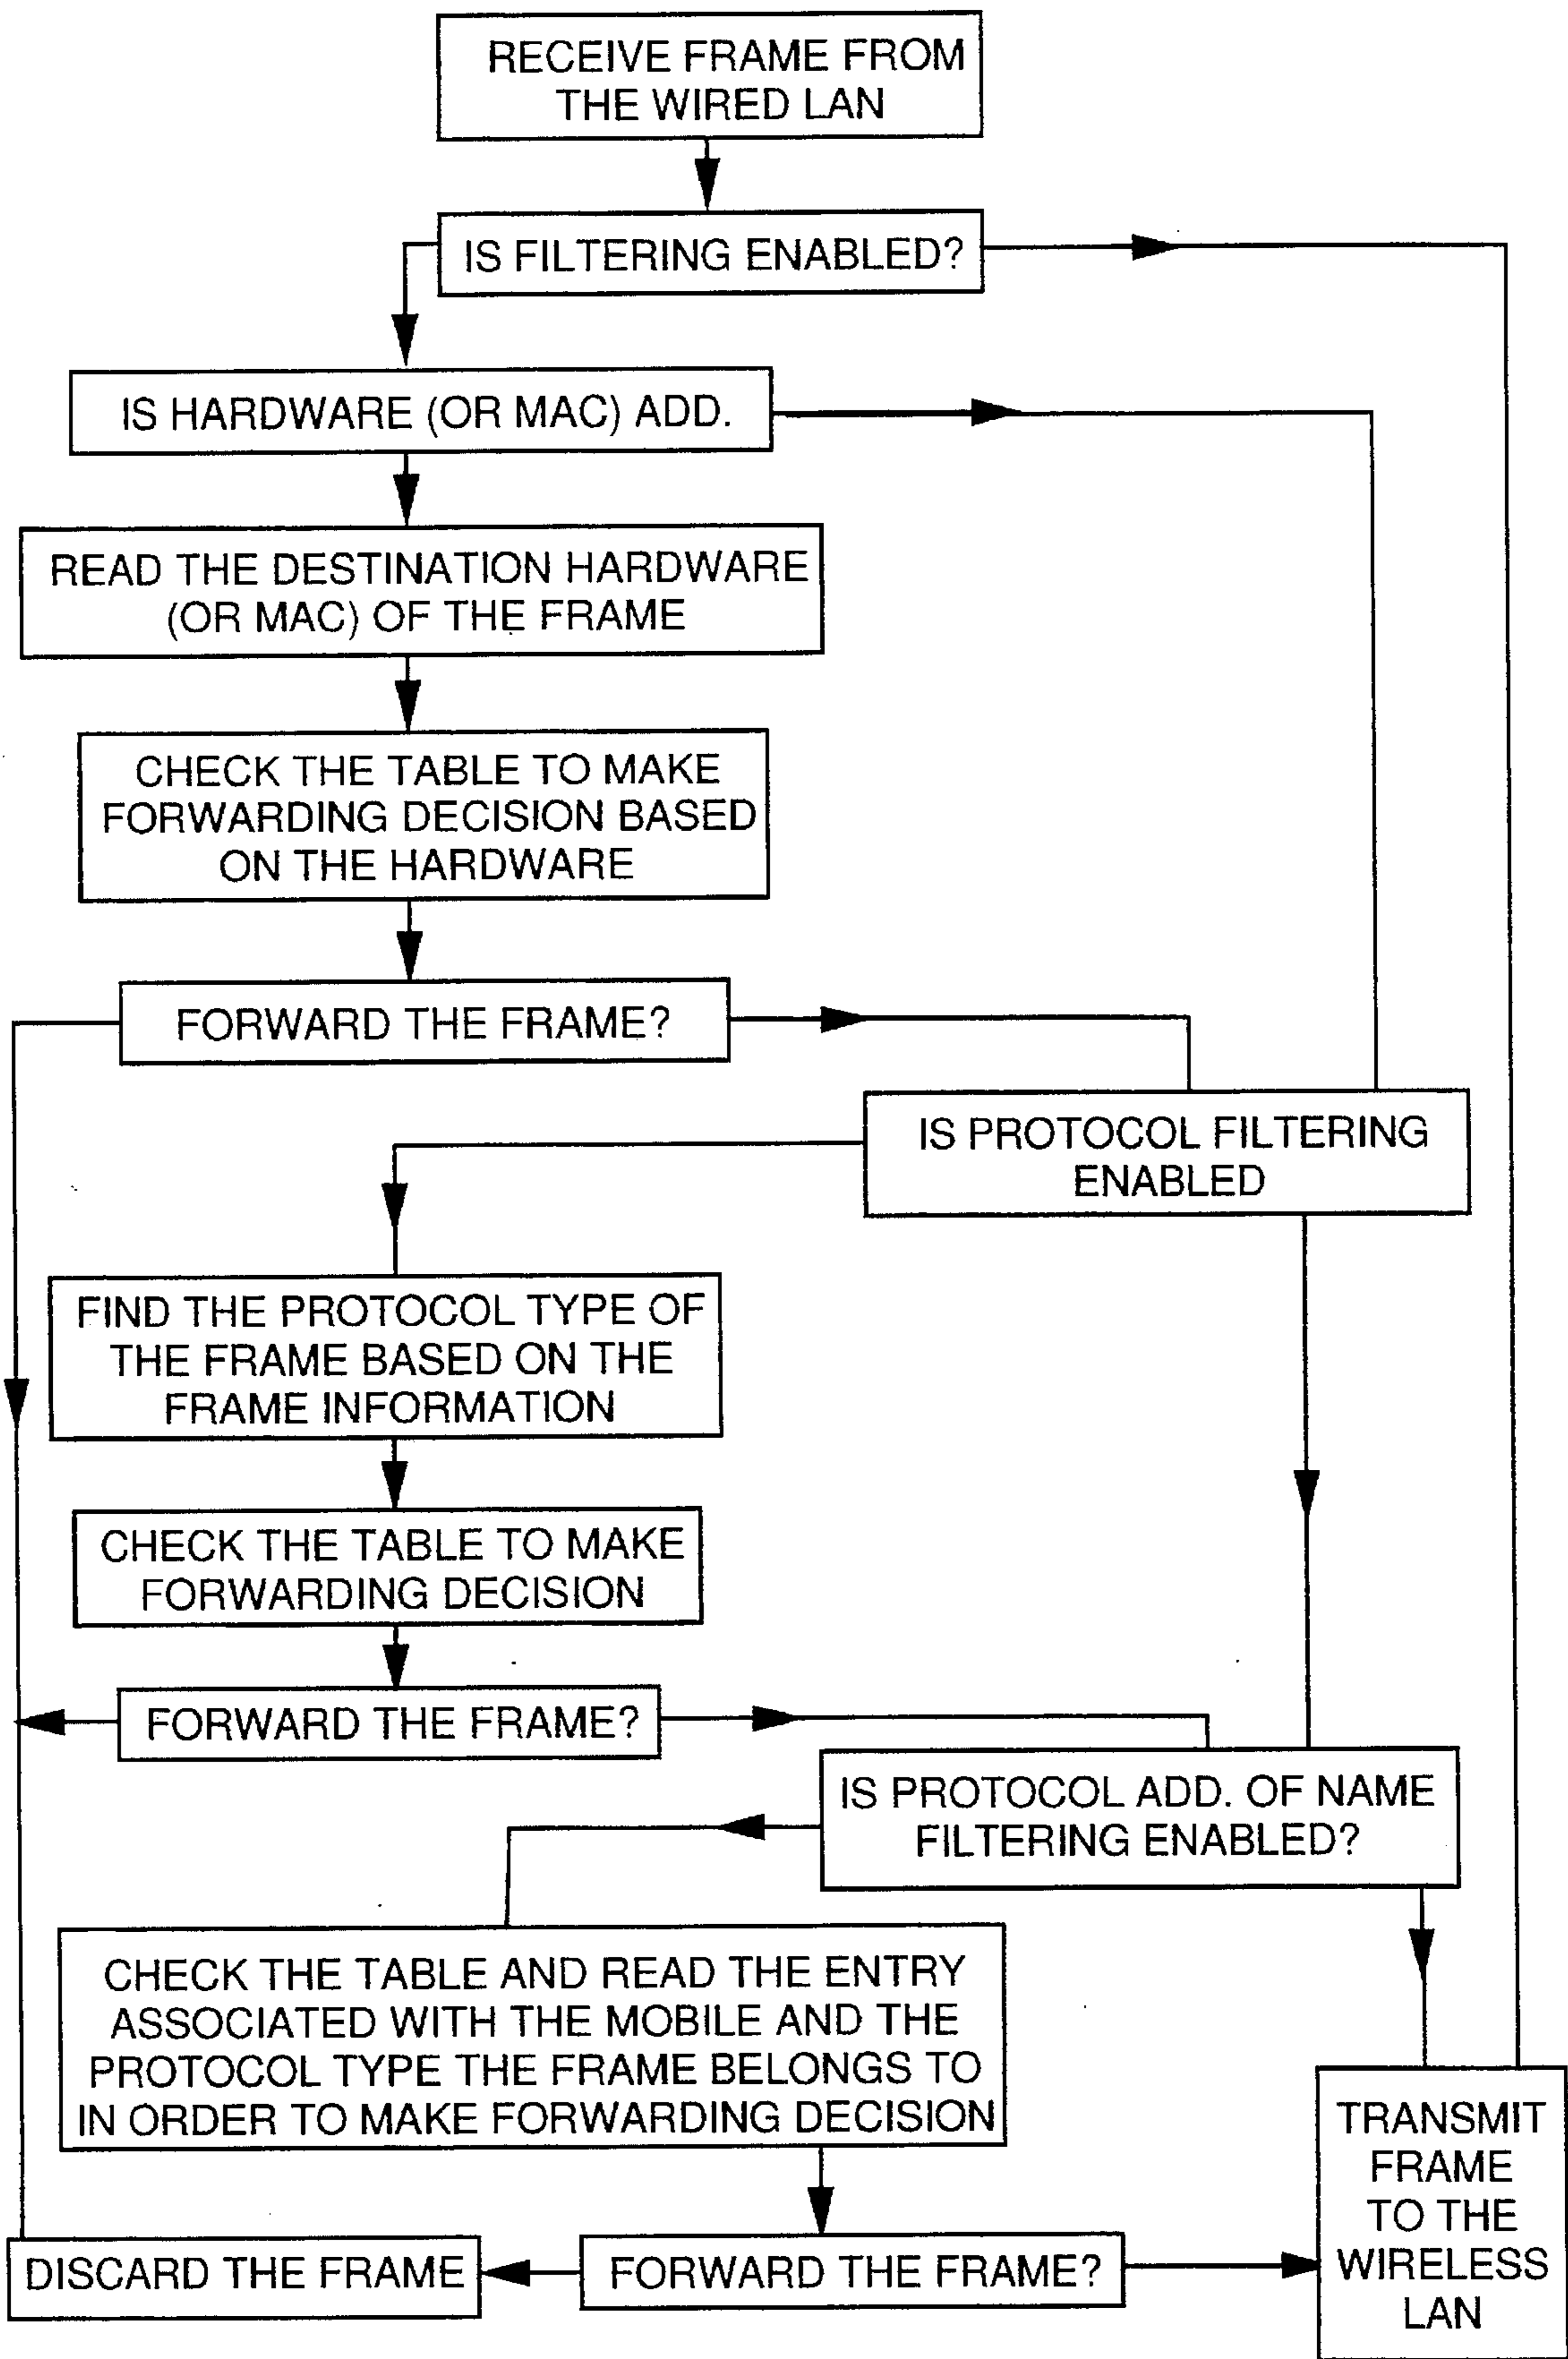 RECEIVE FRAME FROM
THE WIRED LAN
IS FILTERING ENABLED?
IS HARDWARE (OR MAC) ADD.
READ THE DESTINATION HARDWARE
(OR MAC) OF THE FRAME
CHECK THE TABLE TO MAKE
FORWARDING DECISION BASED
ON THE HARDWARE
FORWARD THE FRAME?
IS PROTOCOL FILTERING
ENABLED
FIND THE PROTOCOL TYPE OF
THE FRAME BASED ON THE
FRAME INFORMATION
CHECK THE TABLE TO MAKE
FORWARDING DECISION
FORWARD THE FRAME?
IS PROTOCOL ADD. OF NAME
FILTERING ENABLED?
CHECK THE TABLE AND READ THE ENTRY
ASSOCIATED WITH THE MOBILE AND THE
PROTOCOL TYPE THE FRAME BELONGS TO
IN ORDER TO MAKE FORWARDING DECISION
DISCARD THE FRAME
FORWARD THE FRAME?
TRANSMIT
FRAME
TO THE
WIRELESS
LAN